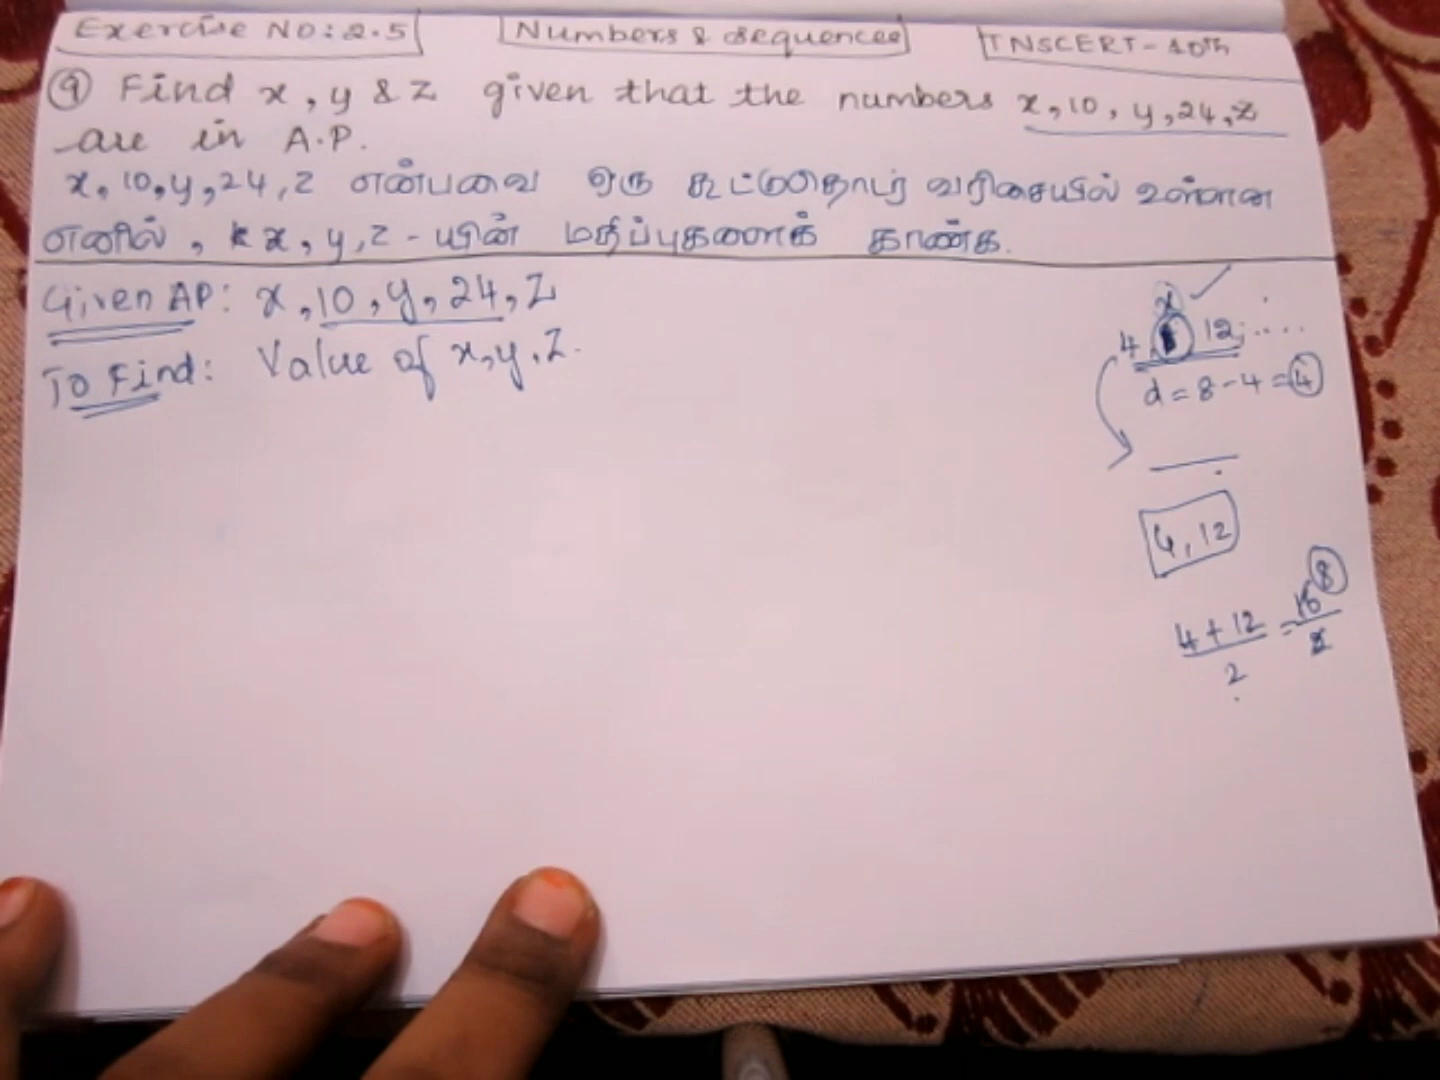 Exercise NO: 2.5 Numbers & Sequences TNSCERT - 10th
9 Find x, y & z given that the numbers x, 10, y, 24, z
are in A.P.
x, 10, y, 24, z என்பவை ஒரு கூட்டுதொடர் வரிசையில் உள்ளன
எனில், x, y, z - யின் மதிப்புகளைக் காண்க.
Given AP: x, 10, y, 24, z
To Find: Value of x, y, z.
x
4 12, ....
d = 8 - 4 = 4
4, 12
8
4 + 12 = 16
2 2